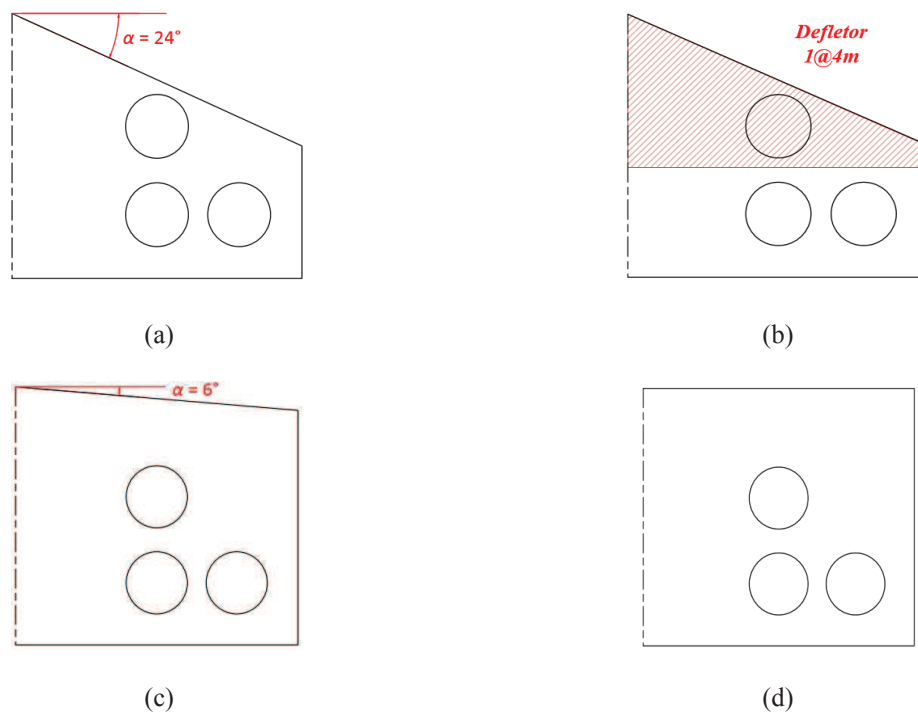 α = 24°
Defletor
1@4m
(a)
(b)
α = 6°
(c)
(d)